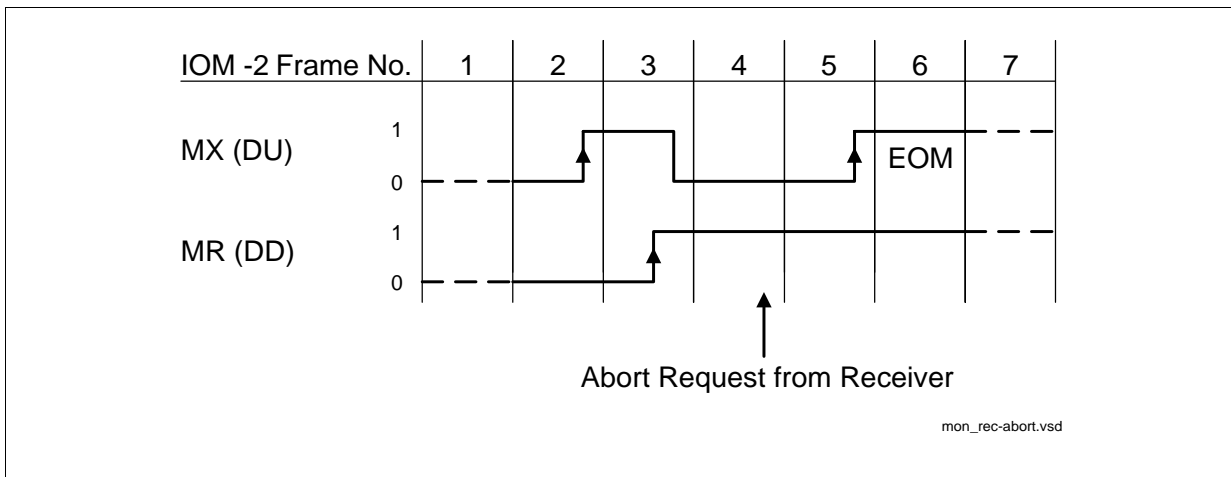 IOM -2 Frame No. 1 2 3 4 5 6 7
1
MX (DU)
EOM
0
1
MR (DD)
0
Abort Request from Receiver
mon_rec-abort.vsd